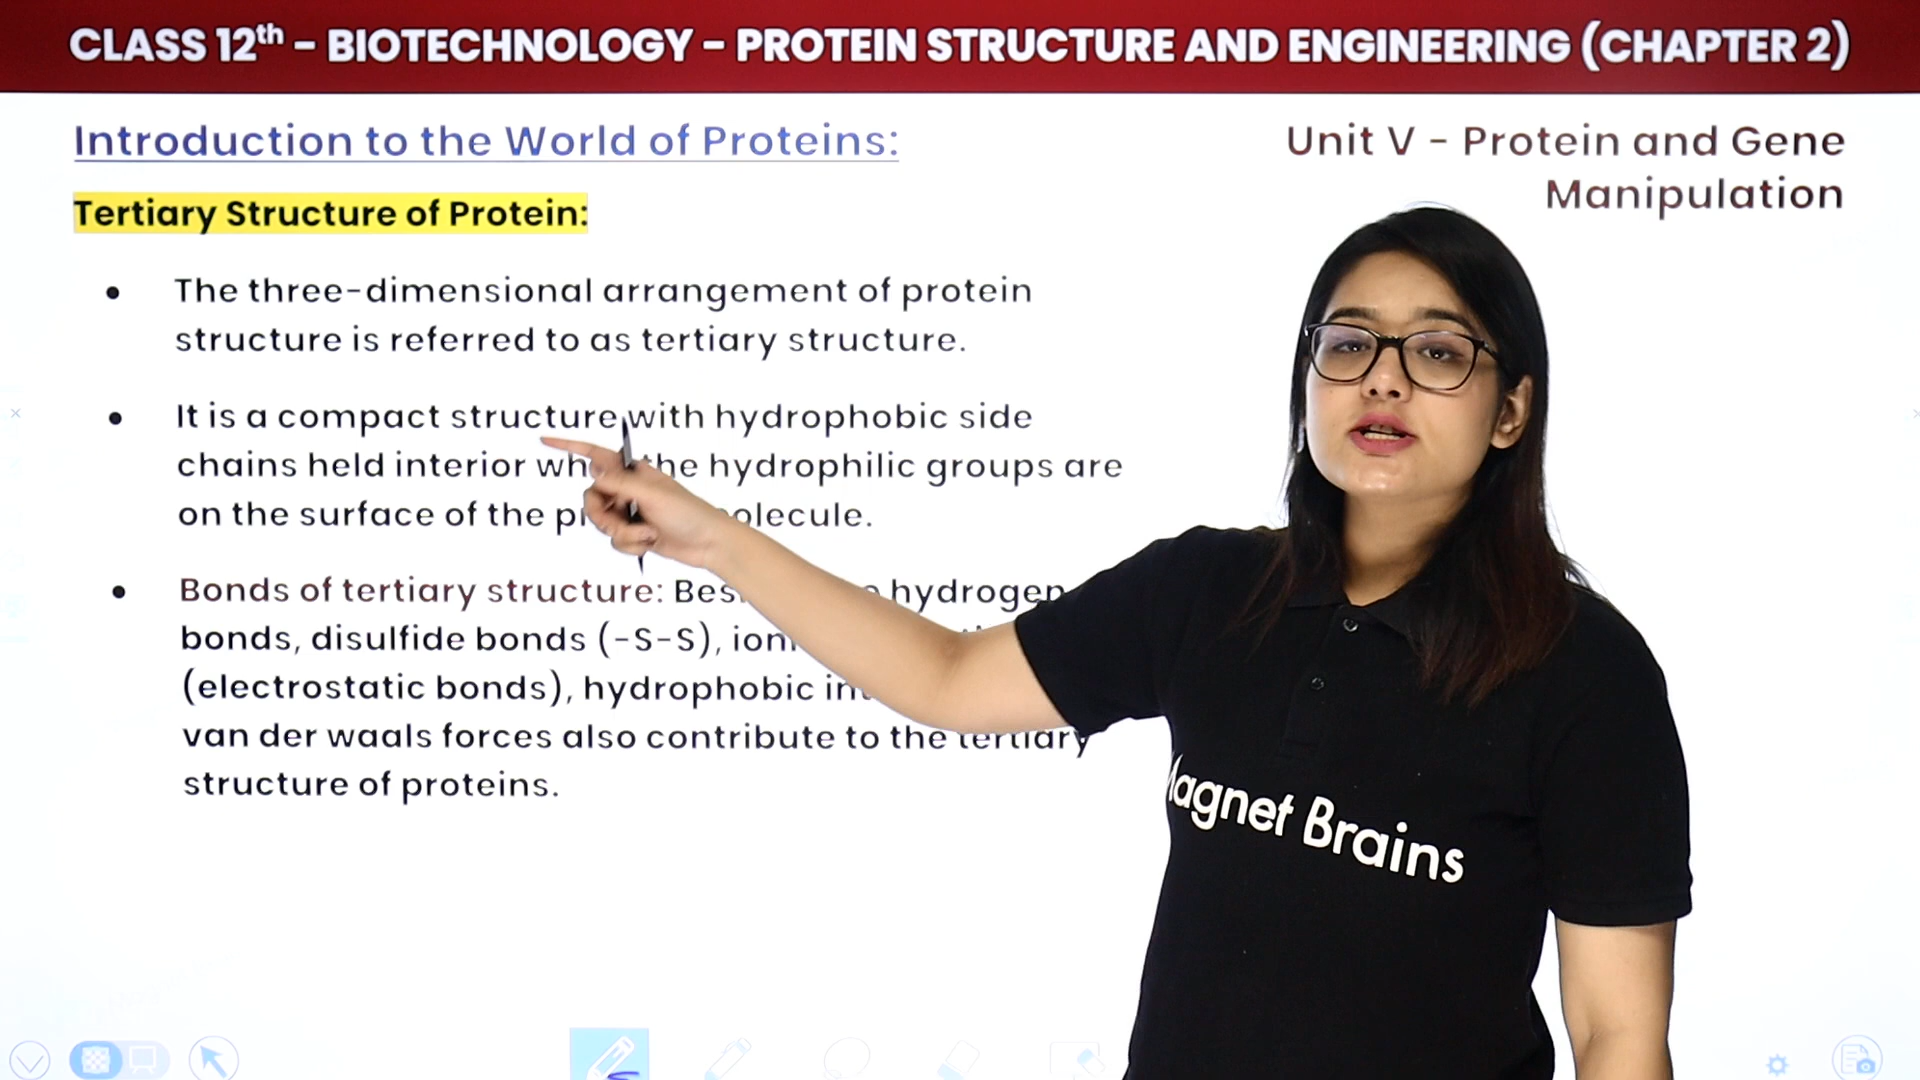 CLASS 12th - BIOTECHNOLOGY - PROTEIN STRUCTURE AND ENGINEERING (CHAPTER 2)
Introduction to the World of Proteins:
Unit V - Protein and Gene
Manipulation
Tertiary Structure of Protein:
• The three-dimensional arrangement of protein
structure is referred to as tertiary structure.
• It is a compact structure with hydrophobic side
chains held interior the hydrophilic groups are
on the surface of the
• Bonds of tertiary structure: hydrogen
bonds, disulfide bonds (-S-S),
(electrostatic bonds), hydrophobic
van der waals forces also contribute to the tertiary
structure of proteins.
Brains